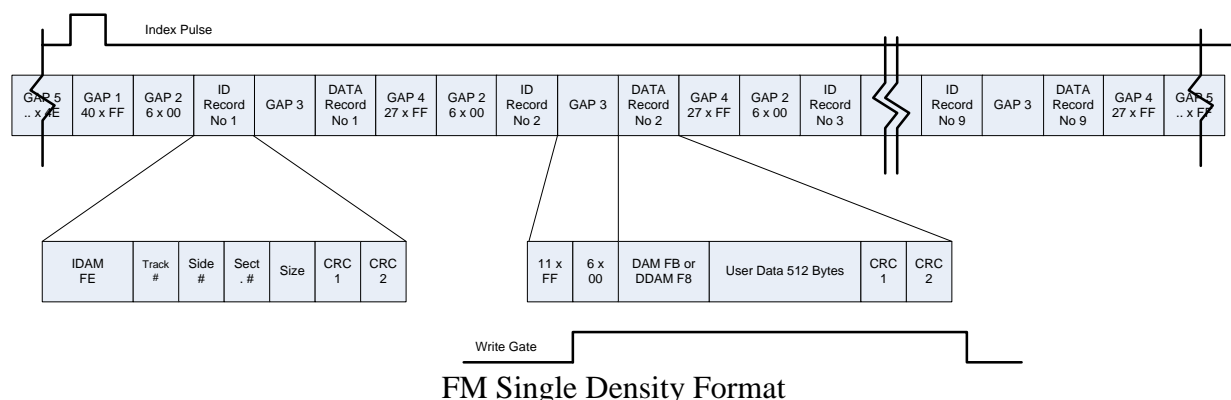 Index Pulse
GAP 5
.. x 4E
GAP 1
40 x FF
GAP 2
6 x 00
ID
Record
No 1
GAP 3
DATA
Record
No 1
GAP 4
27 x FF
GAP 2
6 x 00
ID
Record
No 2
GAP 3
DATA
Record
No 2
GAP 4
27 x FF
GAP 2
6 x 00
ID
Record
No 3
ID
Record
No 9
GAP 3
DATA
Record
No 9
GAP 4
27 x FF
GAP 5
.. x FF
IDAM
FE
Track
#
Side
#
Sect
. #
Size
CRC
1
CRC
2
11 x
FF
6 x
00
DAM FB or
DDAM F8
User Data 512 Bytes
CRC
1
CRC
2
Write Gate
FM Single Density Format